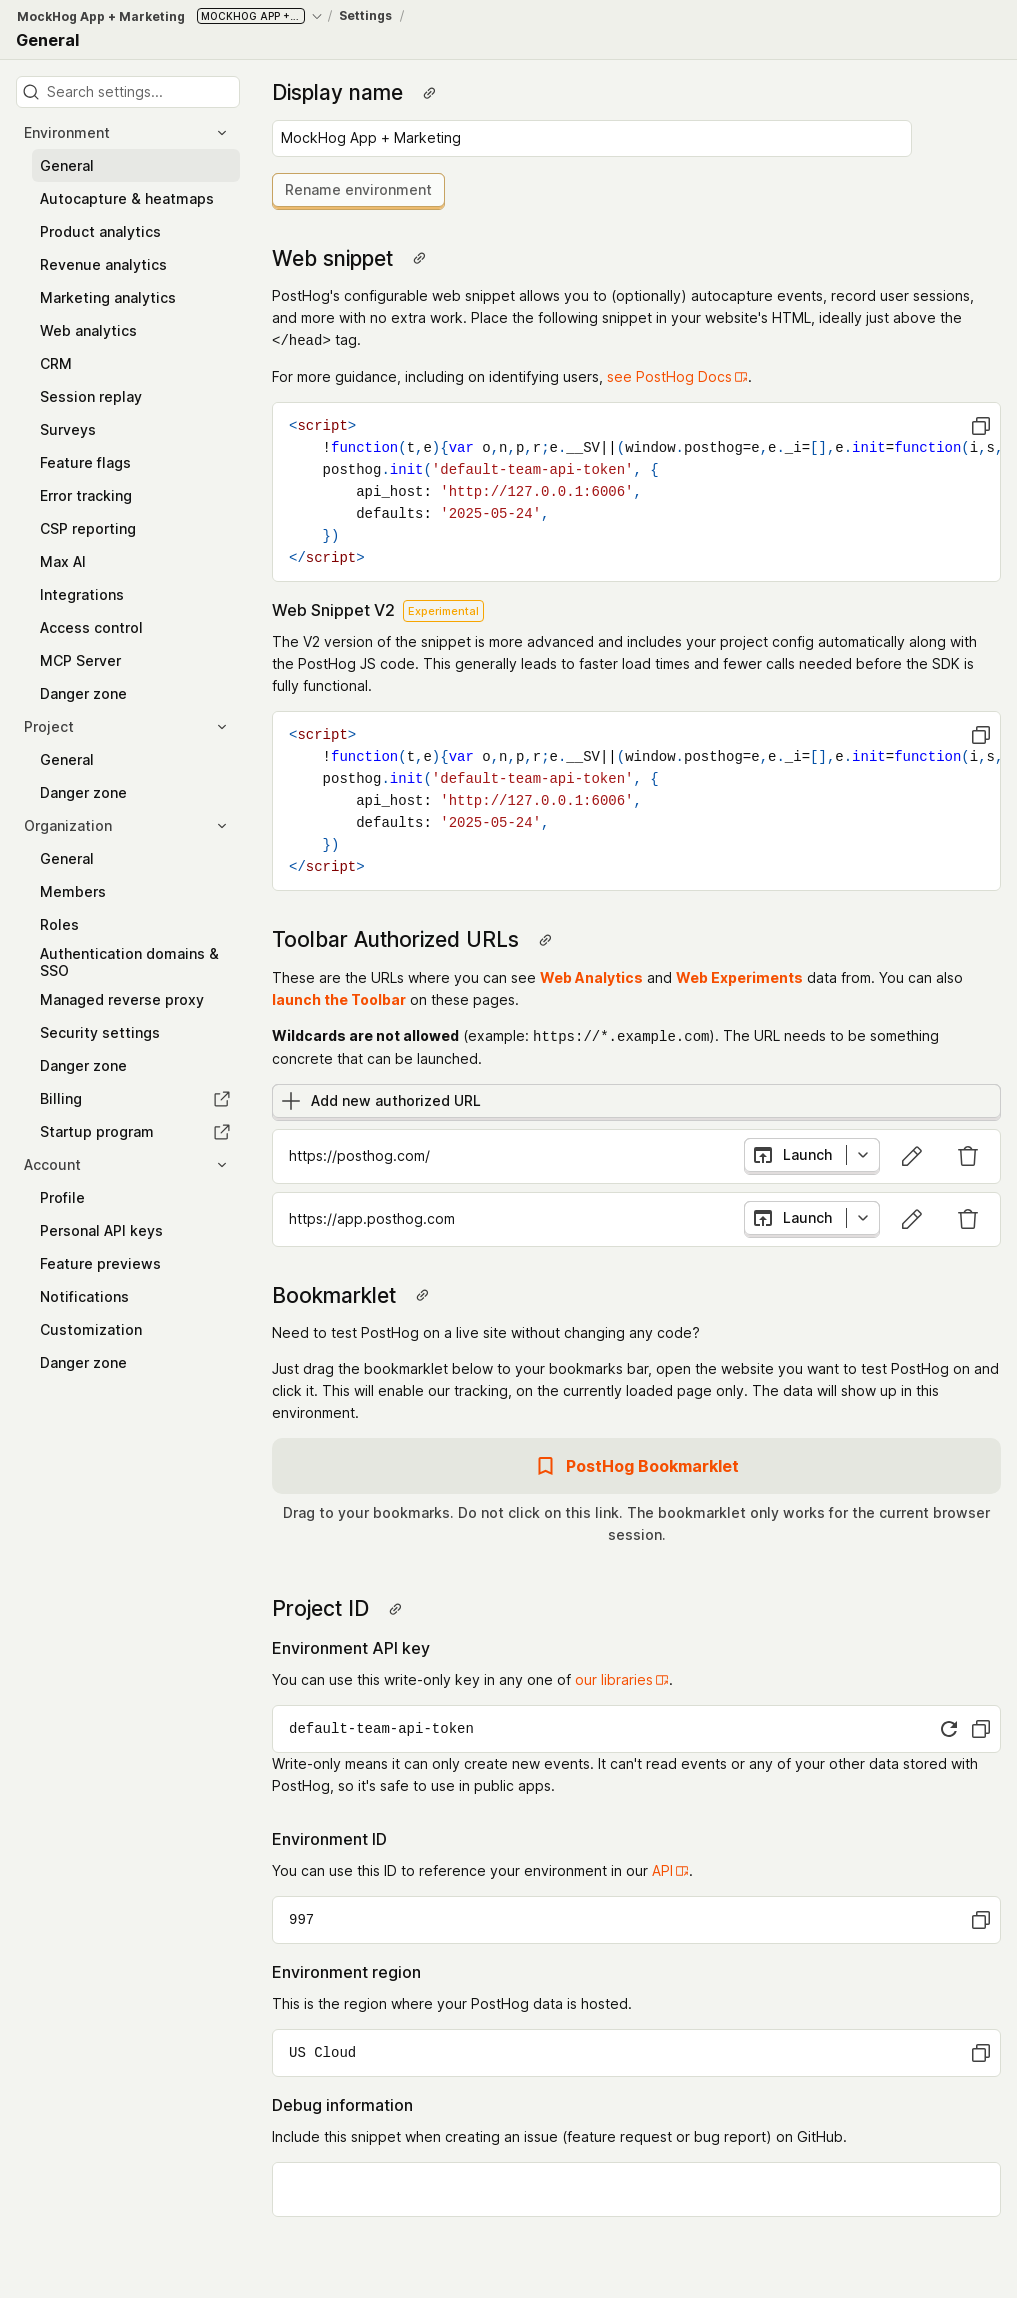 MockHog App + Marketing MOCKHOG APP +... / Settings /
General
Search settings...
Environment
General
Autocapture & heatmaps
Product analytics
Revenue analytics
Marketing analytics
Web analytics
CRM
Session replay
Surveys
Feature flags
Error tracking
CSP reporting
Max AI
Integrations
Access control
MCP Server
Danger zone
Project
General
Danger zone
Organization
General
Members
Roles
Authentication domains &
SSO
Managed reverse proxy
Security settings
Danger zone
Billing
Startup program
Account
Profile
Personal API keys
Feature previews
Notifications
Customization
Danger zone
Display name
MockHog App + Marketing
Rename environment
Web snippet
PostHog's configurable web snippet allows you to (optionally) autocapture events, record user sessions,
and more with no extra work. Place the following snippet in your website's HTML, ideally just above the
</head> tag.
For more guidance, including on identifying users, see PostHog Docs.
<script>
!function(t,e){var o,n,p,r;e.__SV||(window.posthog=e,e._i=[],e.init=function(i,s,
posthog.init('default-team-api-token', {
api_host: 'http://127.0.0.1:6006',
defaults: '2025-05-24',
})
</script>
Web Snippet V2 Experimental
The V2 version of the snippet is more advanced and includes your project config automatically along with
the PostHog JS code. This generally leads to faster load times and fewer calls needed before the SDK is
fully functional.
<script>
!function(t,e){var o,n,p,r;e.__SV||(window.posthog=e,e._i=[],e.init=function(i,s,
posthog.init('default-team-api-token', {
api_host: 'http://127.0.0.1:6006',
defaults: '2025-05-24',
})
</script>
Toolbar Authorized URLs
These are the URLs where you can see Web Analytics and Web Experiments data from. You can also
launch the Toolbar on these pages.
Wildcards are not allowed (example: https://*.example.com). The URL needs to be something
concrete that can be launched.
Add new authorized URL
https://posthog.com/ Launch
https://app.posthog.com Launch
Bookmarklet
Need to test PostHog on a live site without changing any code?
Just drag the bookmarklet below to your bookmarks bar, open the website you want to test PostHog on and
click it. This will enable our tracking, on the currently loaded page only. The data will show up in this
environment.
PostHog Bookmarklet
Drag to your bookmarks. Do not click on this link. The bookmarklet only works for the current browser
session.
Project ID
Environment API key
You can use this write-only key in any one of our libraries.
default-team-api-token
Write-only means it can only create new events. It can't read events or any of your other data stored with
PostHog, so it's safe to use in public apps.
Environment ID
You can use this ID to reference your environment in our API.
997
Environment region
This is the region where your PostHog data is hosted.
US Cloud
Debug information
Include this snippet when creating an issue (feature request or bug report) on GitHub.